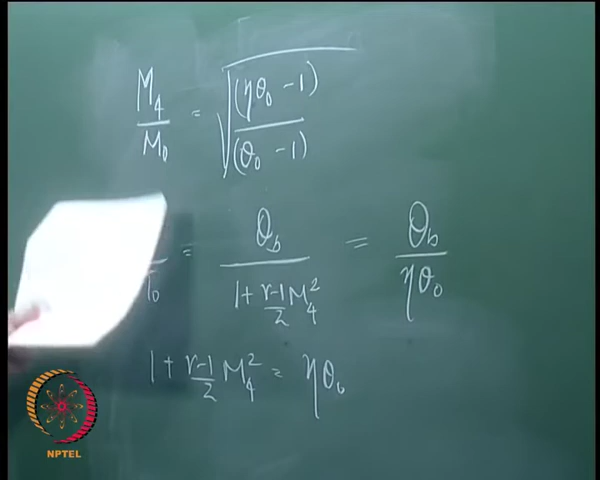 M₄/M₀ = √((ηθ₀ - 1)/(θ₀ - 1))
/T₀ = θb/(1 + (γ-1)/2 M₄²) = θb/(ηθ₀)
1 + (γ-1)/2 M₄² = ηθ₀
NPTEL